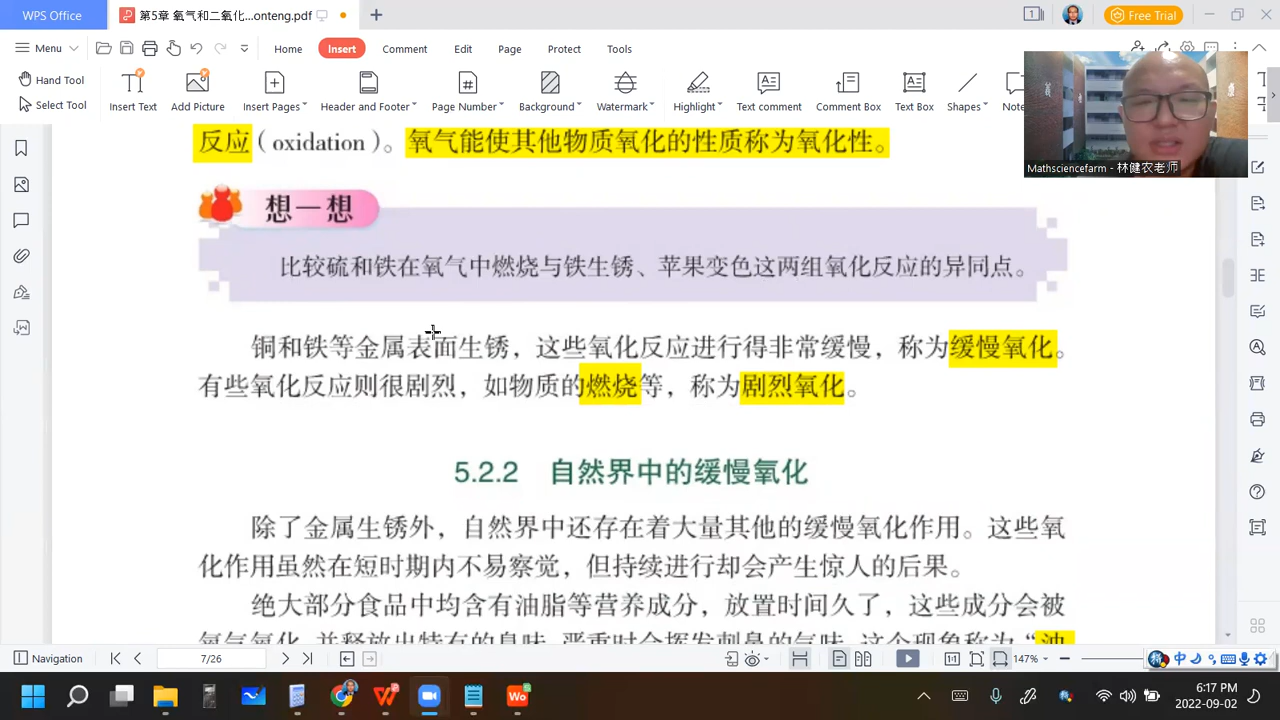 WPS Office
第5章 氧气和二氧化...onteng.pdf
Free Trial
Menu
Home
Insert
Comment
Edit
Page
Protect
Tools
Hand Tool
Select Tool
Insert Text
Add Picture
Insert Pages
Header and Footer
Page Number
Background
Watermark
Highlight
Text comment
Comment Box
Text Box
Shapes
Mathsciencefarm - 林健农老师
反应（oxidation）。氧气能使其他物质氧化的性质称为氧化性。
想一想
比较硫和铁在氧气中燃烧与铁生锈、苹果变色这两组氧化反应的异同点。
铜和铁等金属表面生锈，这些氧化反应进行得非常缓慢，称为缓慢氧化。
有些氧化反应则很剧烈，如物质的燃烧等，称为剧烈氧化。
5.2.2 自然界中的缓慢氧化
除了金属生锈外，自然界中还存在着大量其他的缓慢氧化作用。这些氧
化作用虽然在短时期内不易察觉，但持续进行却会产生惊人的后果。
绝大部分食品中均含有油脂等营养成分，放置时间久了，这些成分会被
Navigation
7/26
147%
6:17 PM
2022-09-02